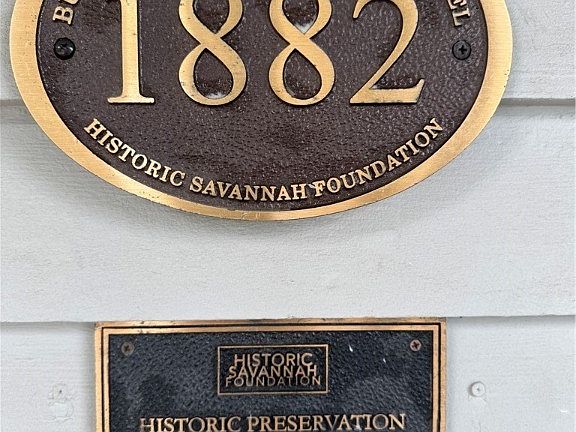 1882
HISTORIC SAVANNAH FOUNDATION
HISTORIC
SAVANNAH
FOUNDATION
HISTORIC PRESERVATION